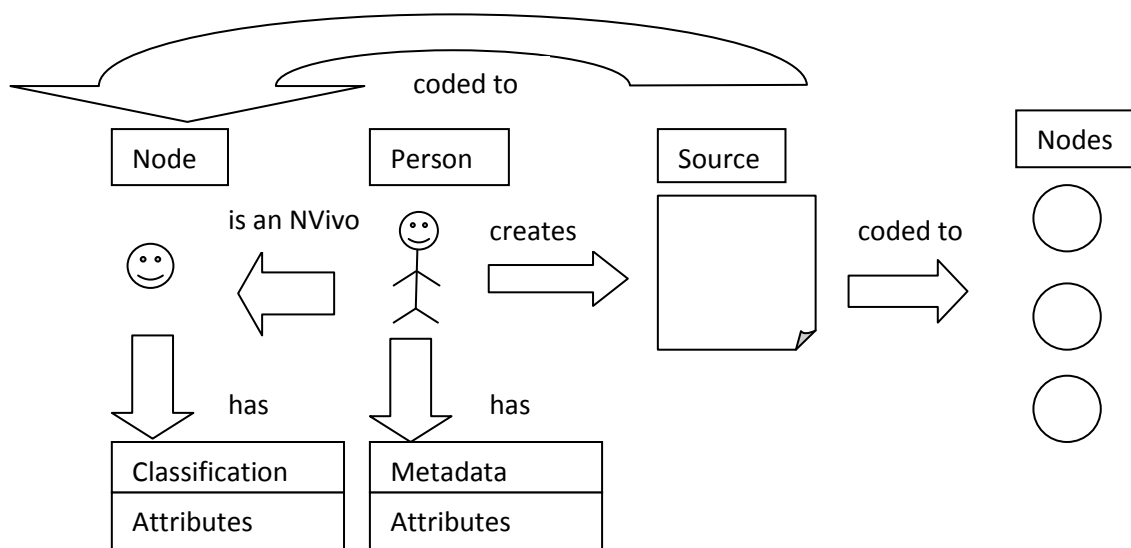 coded to
Node
Person
Source
Nodes
is an NVivo
creates
coded to
has
has
Classification
Metadata
Attributes
Attributes